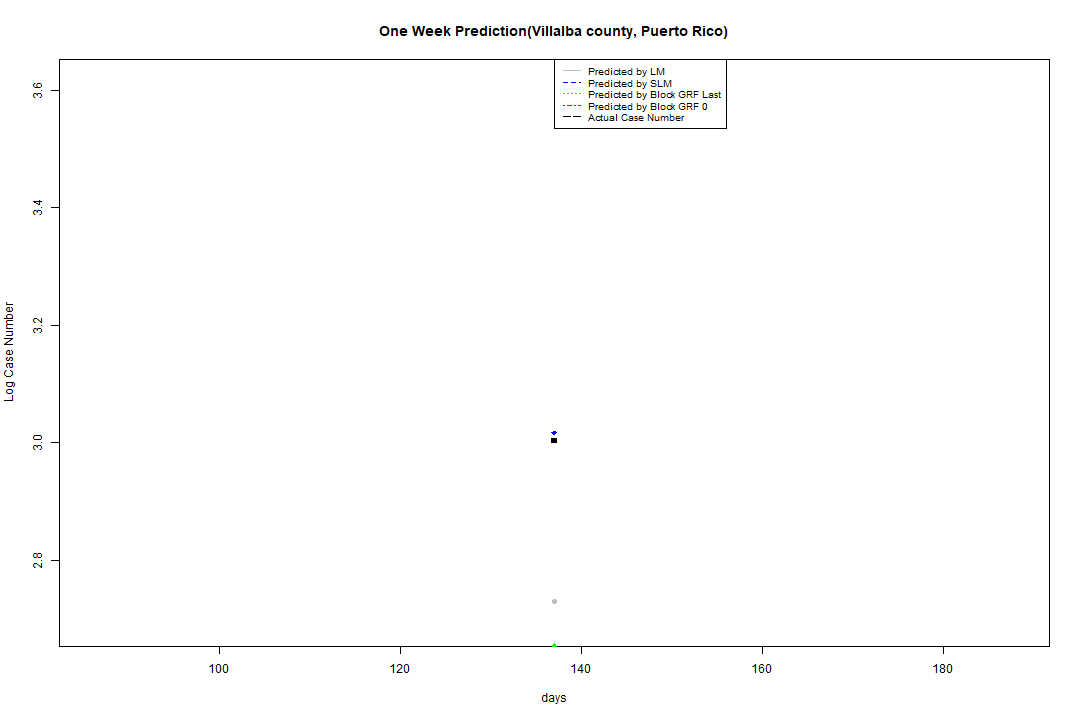 One Week Prediction(Villalba county, Puerto Rico)
Predicted by LM
Predicted by SLM
Predicted by Block GRF Last
Predicted by Block GRF 0
Actual Case Number
3.6
3.4
3.2
3.0
2.8
Log Case Number
100 120 140 160 180
days